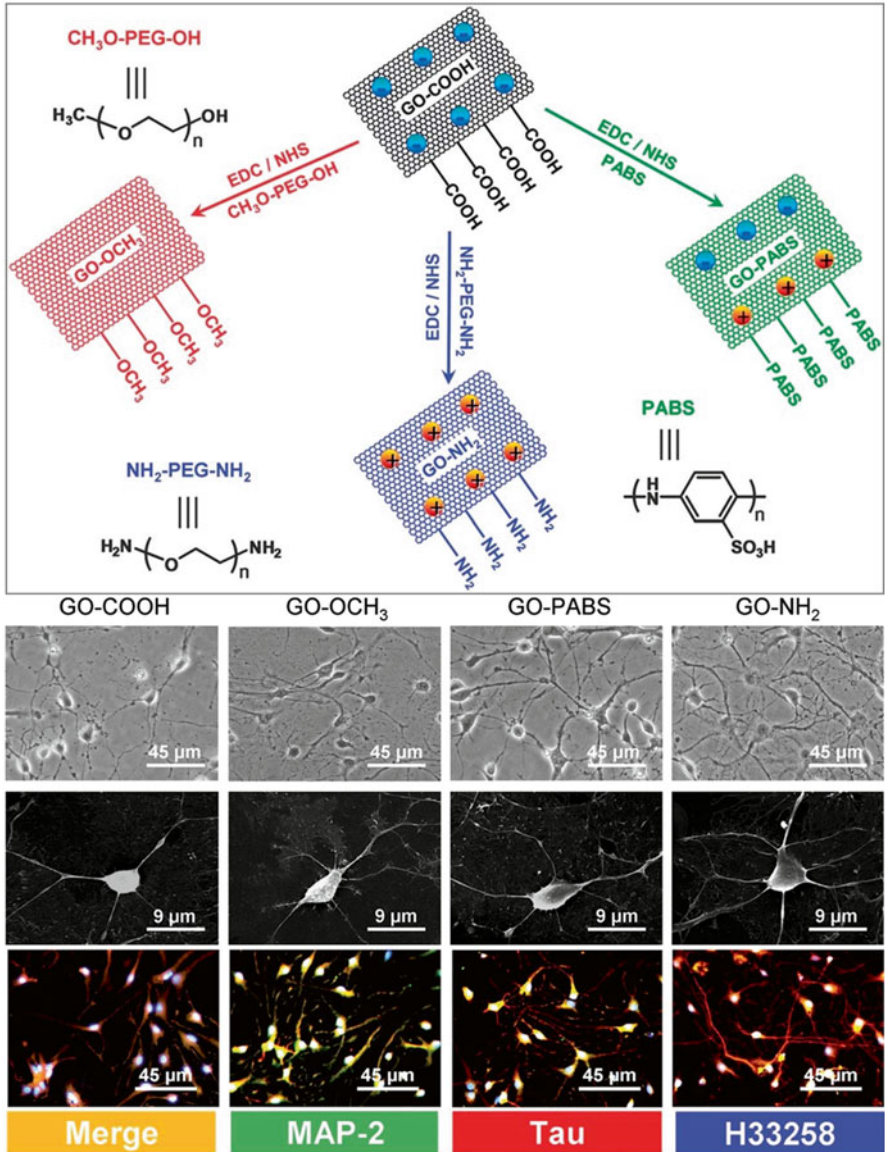 CH₃O-PEG-OH
H₃C
O
OH
n
GO-COOH
COOH
COOH
COOH
COOH
EDC / NHS
CH₃O-PEG-OH
EDC / NHS
NH₂-PEG-NH₂
EDC / NHS
PABS
GO-OCH₃
OCH₃
OCH₃
OCH₃
OCH₃
GO-PABS
+
+
+
PABS
PABS
PABS
PABS
GO-NH₂
+
+
+
+
+
+
NH₂
NH₂
NH₂
NH₂
NH₂-PEG-NH₂
H₂N
O
NH₂
n
PABS
H
N
n
SO₃H
GO-COOH GO-OCH₃ GO-PABS GO-NH₂
45 µm 45 µm 45 µm 45 µm
9 µm 9 µm 9 µm 9 µm
45 µm 45 µm 45 µm 45 µm
Merge MAP-2 Tau H33258